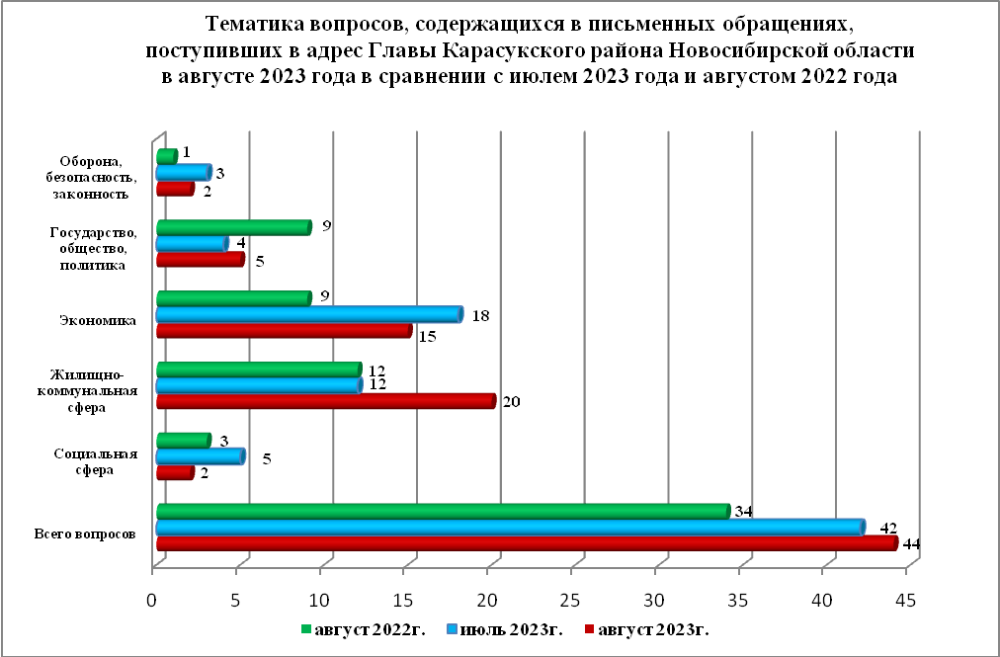 Тематика вопросов, содержащихся в письменных обращениях,
поступивших в адрес Главы Карасукского района Новосибирской области
в августе 2023 года в сравнении с июлем 2023 года и августом 2022 года
Оборона,
безопасность,
законность
1
3
2
Государство,
общество,
политика
9
4
5
Экономика
9
18
15
Жилищно-
коммунальная
сфера
12
12
20
Социальная
сфера
3
5
2
Всего вопросов
34
42
44
0 5 10 15 20 25 30 35 40 45
август 2022г. июль 2023г. август 2023г.